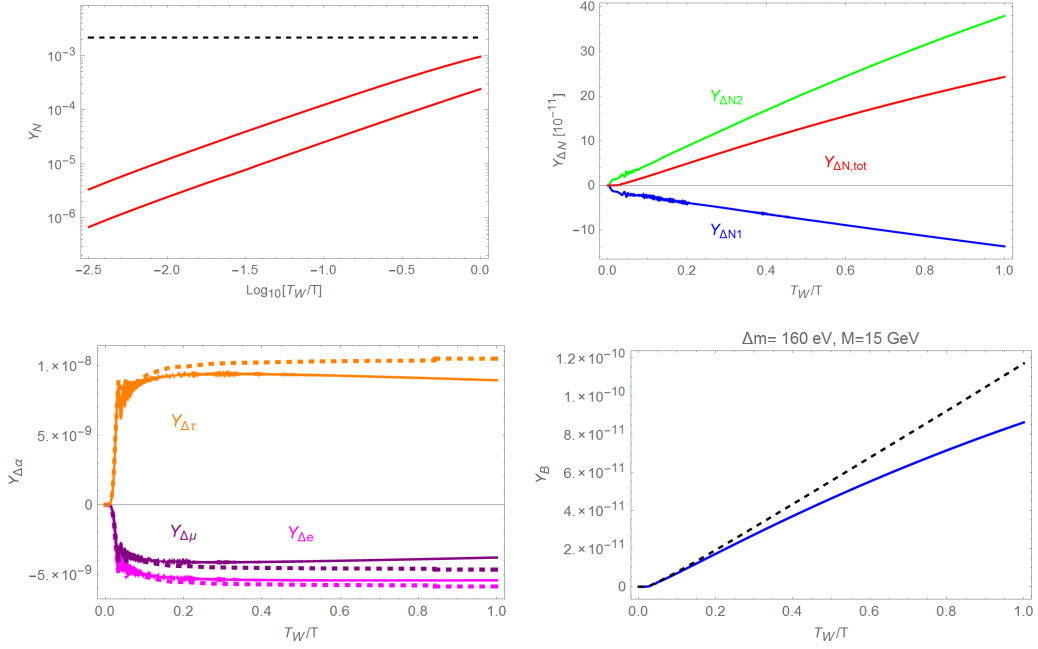 Y_N
10⁻³
10⁻⁴
10⁻⁵
10⁻⁶
−2.5 −2.0 −1.5 −1.0 −0.5 0.0
Log₁₀[T_W/T]
Y_ΔN [10⁻¹¹]
40
30
20
10
0
−10
Y_ΔN2
Y_ΔN,tot
Y_ΔN1
0.0 0.2 0.4 0.6 0.8 1.0
T_W/T
Y_Δα
1.×10⁻⁸
5.×10⁻⁹
0
−5.×10⁻⁹
Y_Δτ
Y_Δμ Y_Δe
0.0 0.2 0.4 0.6 0.8 1.0
T_W/T
Δm= 160 eV, M=15 GeV
Y_B
1.2×10⁻¹⁰
1.×10⁻¹⁰
8.×10⁻¹¹
6.×10⁻¹¹
4.×10⁻¹¹
2.×10⁻¹¹
0
0.0 0.2 0.4 0.6 0.8 1.0
T_W/T